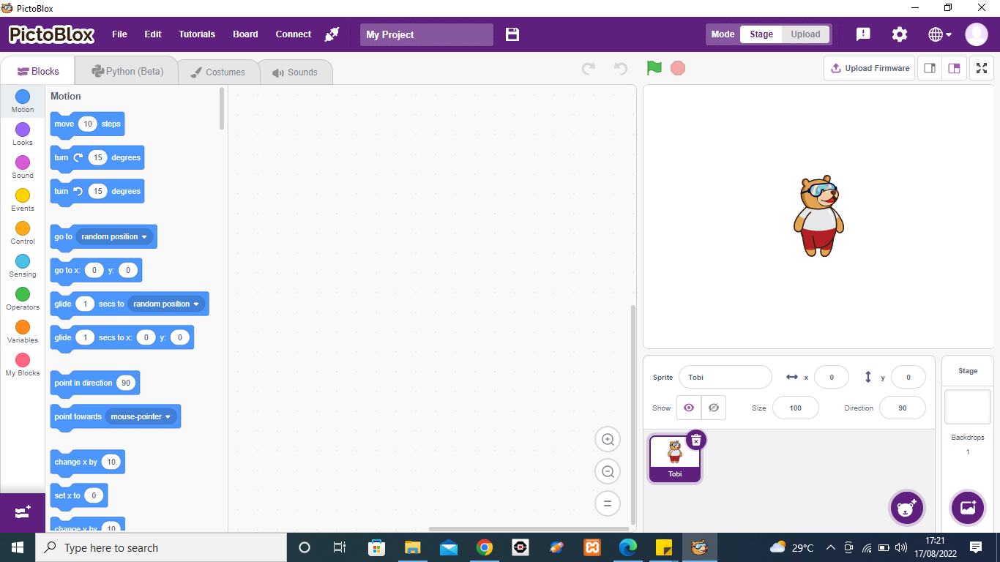 PictoBlox
PictoBlox File Edit Tutorials Board Connect My Project Mode Stage Upload
Blocks Python (Beta) Costumes Sounds Upload Firmware
Motion
Looks
Sound
Events
Control
Sensing
Operators
Variables
My Blocks
Motion
move 10 steps
turn 15 degrees
turn 15 degrees
go to random position
go to x: 0 y: 0
glide 1 secs to random position
glide 1 secs to x: 0 y: 0
point in direction 90
point towards mouse-pointer
change x by 10
set x to 0
change y by 10
Sprite Tobi x 0 y 0
Show Size 100 Direction 90
Tobi
Stage
Backdrops
1
Type here to search
29°C
17:21
17/08/2022